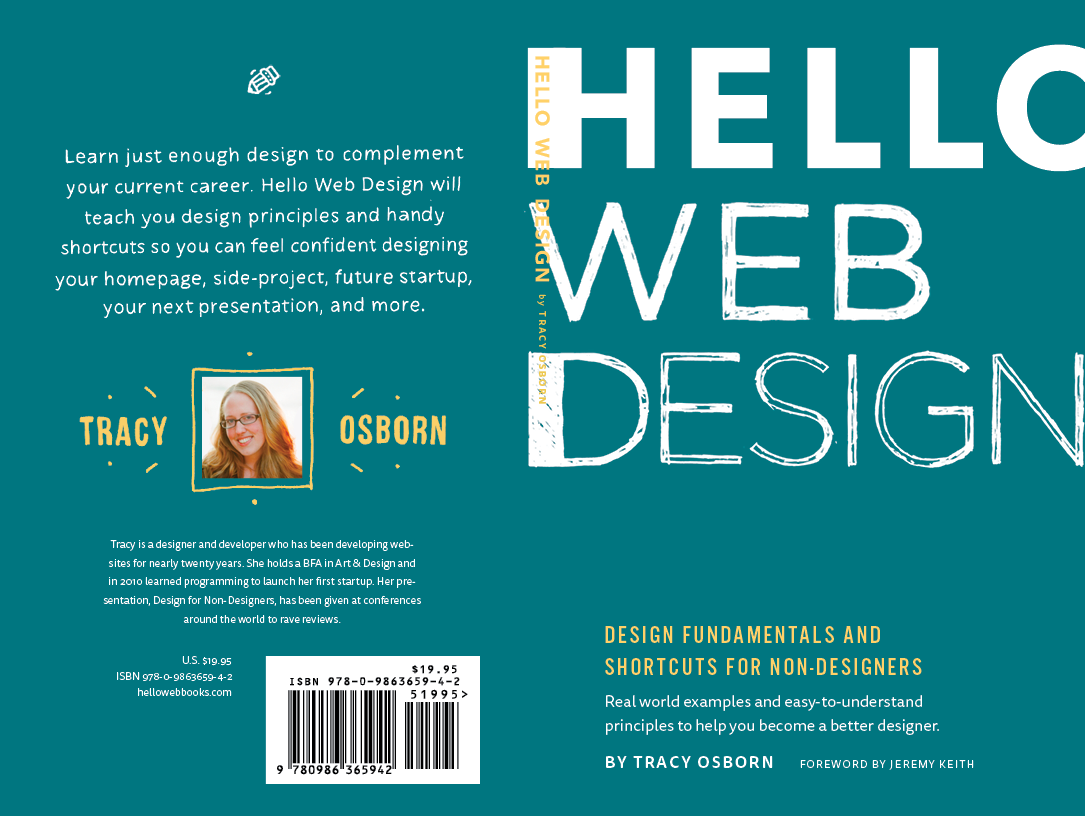 Learn just enough design to complement
your current career. Hello Web Design will
teach you design principles and handy
shortcuts so you can feel confident designing
your homepage, side-project, future startup,
your next presentation, and more.
TRACY OSBORN
Tracy is a designer and developer who has been developing web-
sites for nearly twenty years. She holds a BFA in Art & Design and
in 2010 learned programming to launch her first startup. Her pre-
sentation, Design for Non-Designers, has been given at conferences
around the world to rave reviews.
U.S. $19.95
ISBN 978-0-9863659-4-2
hellowebbooks.com
$19.95
ISBN 978-0-9863659-4-2
51995>
9 780986 365942
HELLO WEB DESIGN by TRACY OSBORN
HELLO
WEB
DESIGN
DESIGN FUNDAMENTALS AND
SHORTCUTS FOR NON-DESIGNERS
Real world examples and easy-to-understand
principles to help you become a better designer.
BY TRACY OSBORN FOREWORD BY JEREMY KEITH